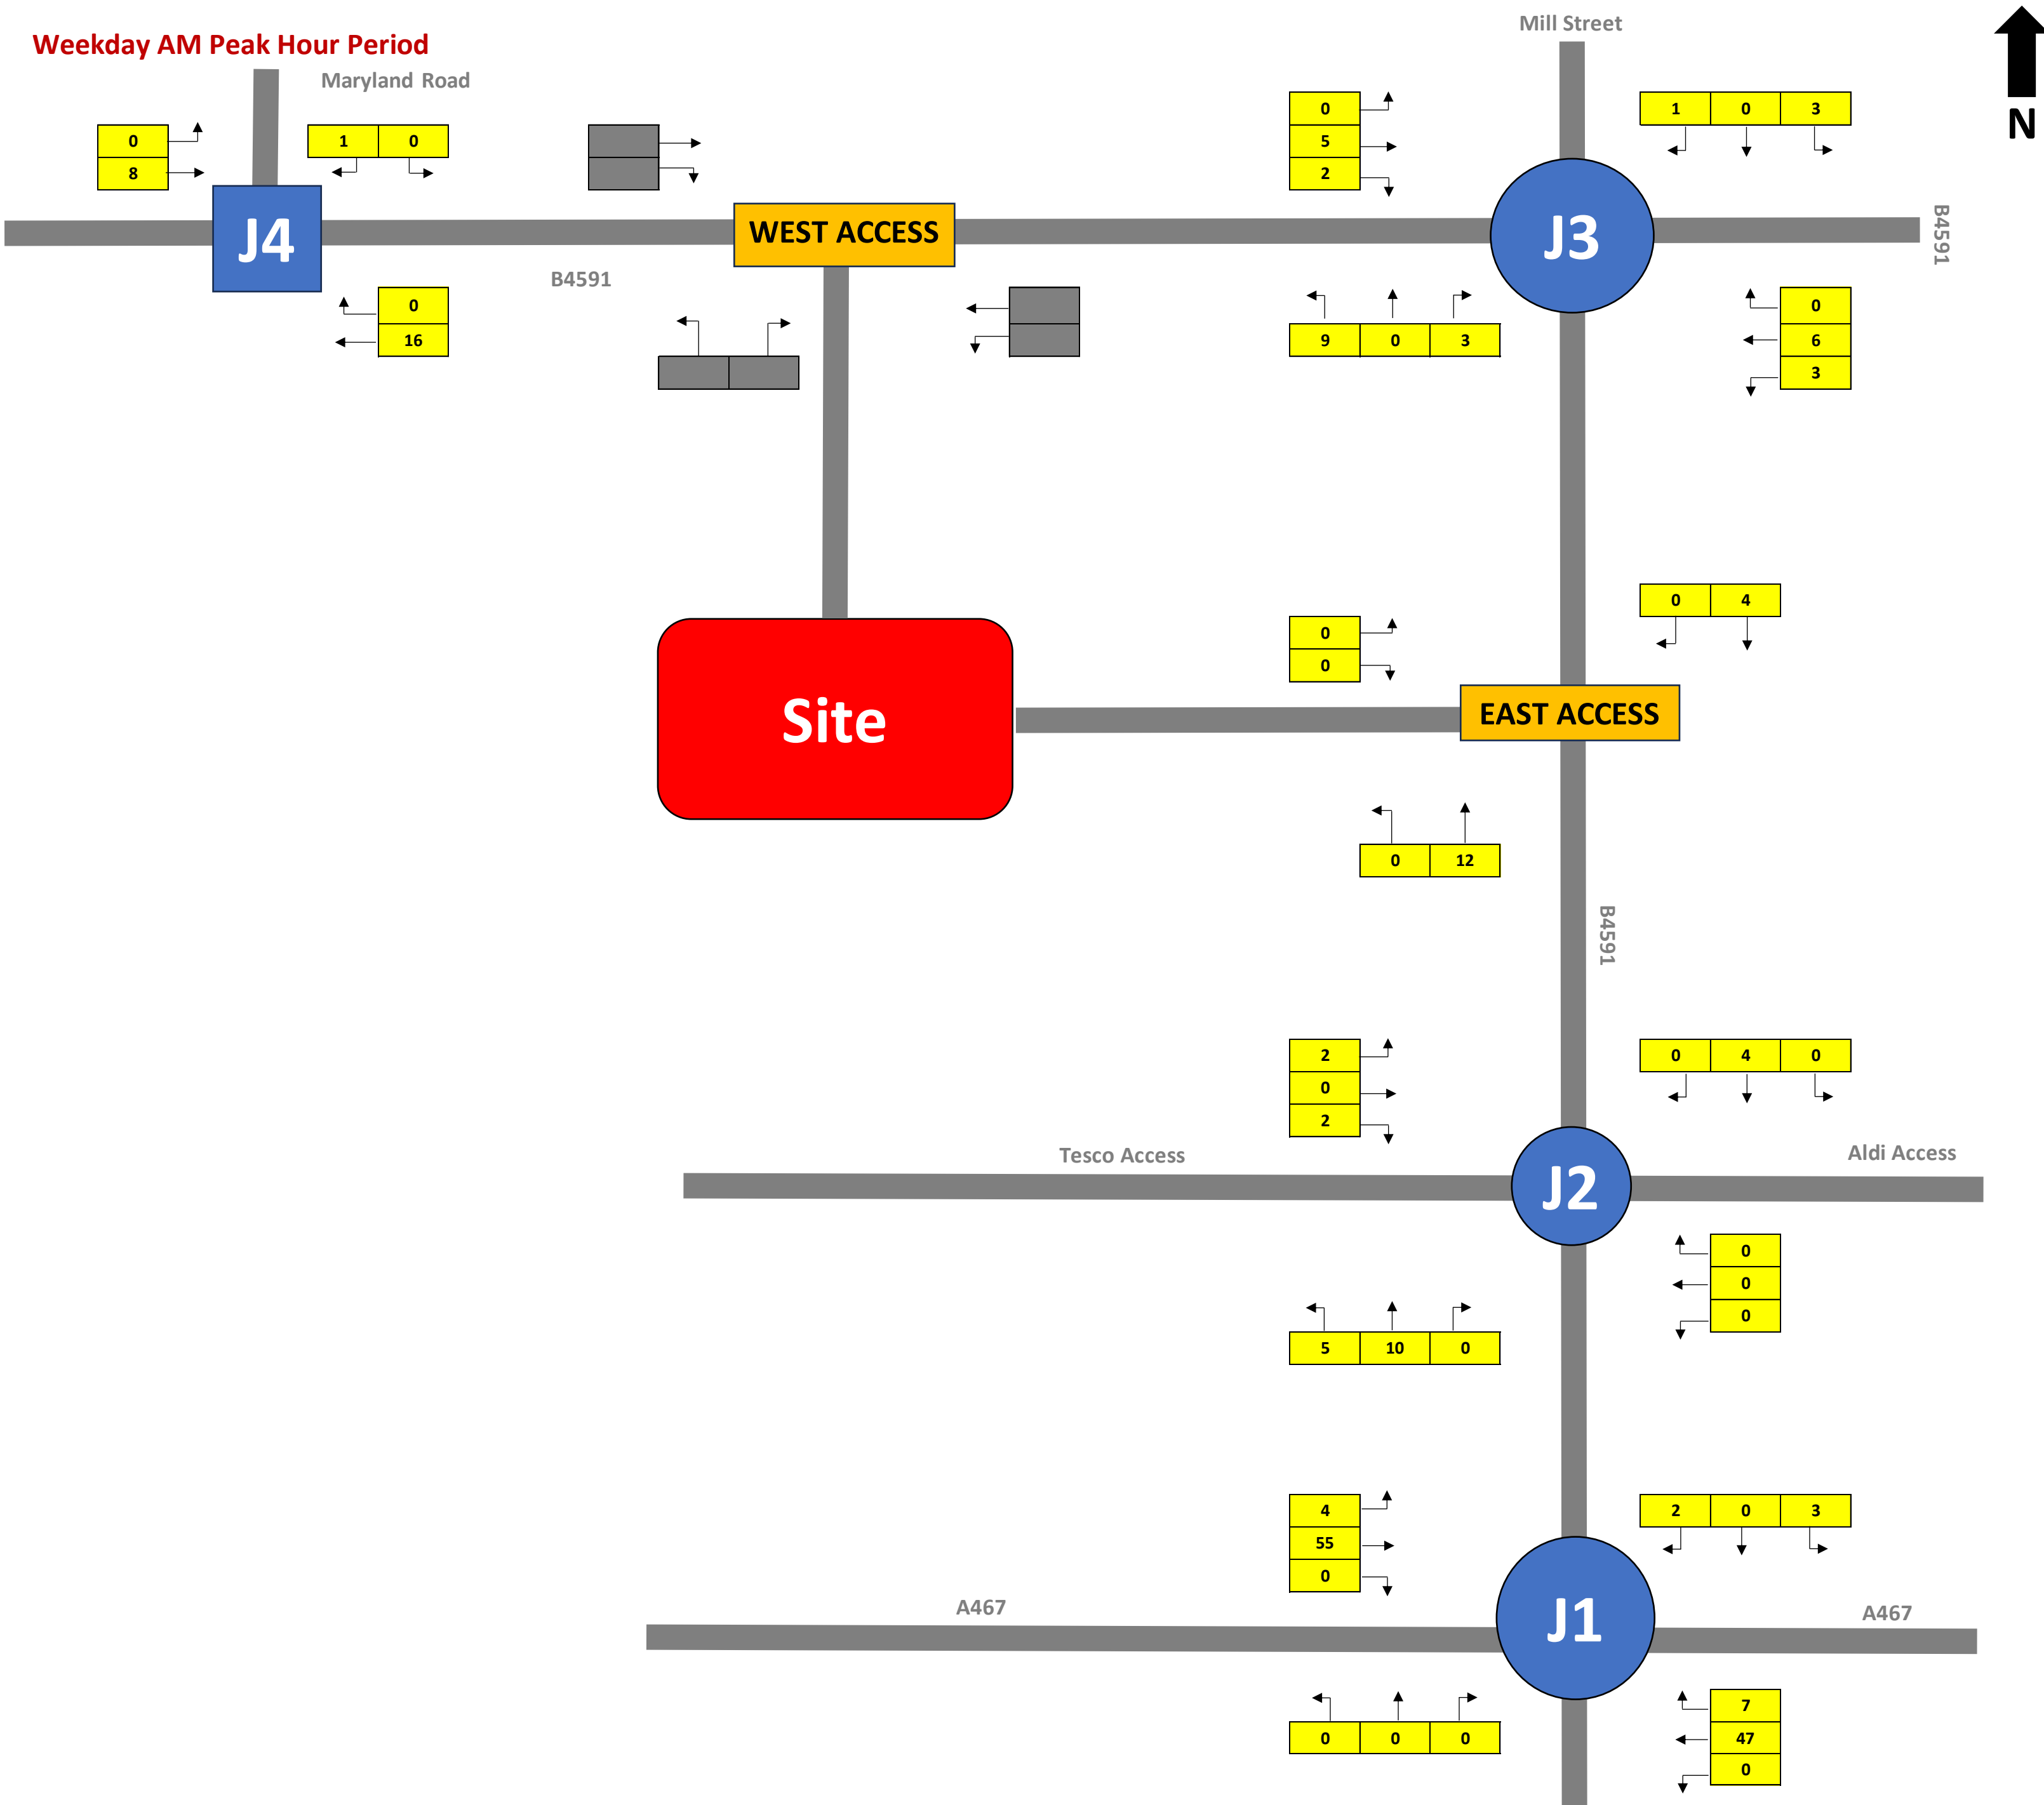 Mill Street
Weekday AM Peak Hour Period
Maryland Road
N
0
8
1 0
0
5
2
1 0 3
J4
WEST ACCESS
J3
B4591
B4591
0
16
9 0 3
0
6
3
0 4
0
0
Site
EAST ACCESS
0 12
B4591
2
0
2
0 4 0
Tesco Access
Aldi Access
J2
0
0
0
5 10 0
4
55
0
2 0 3
A467
A467
J1
0 0 0
7
47
0